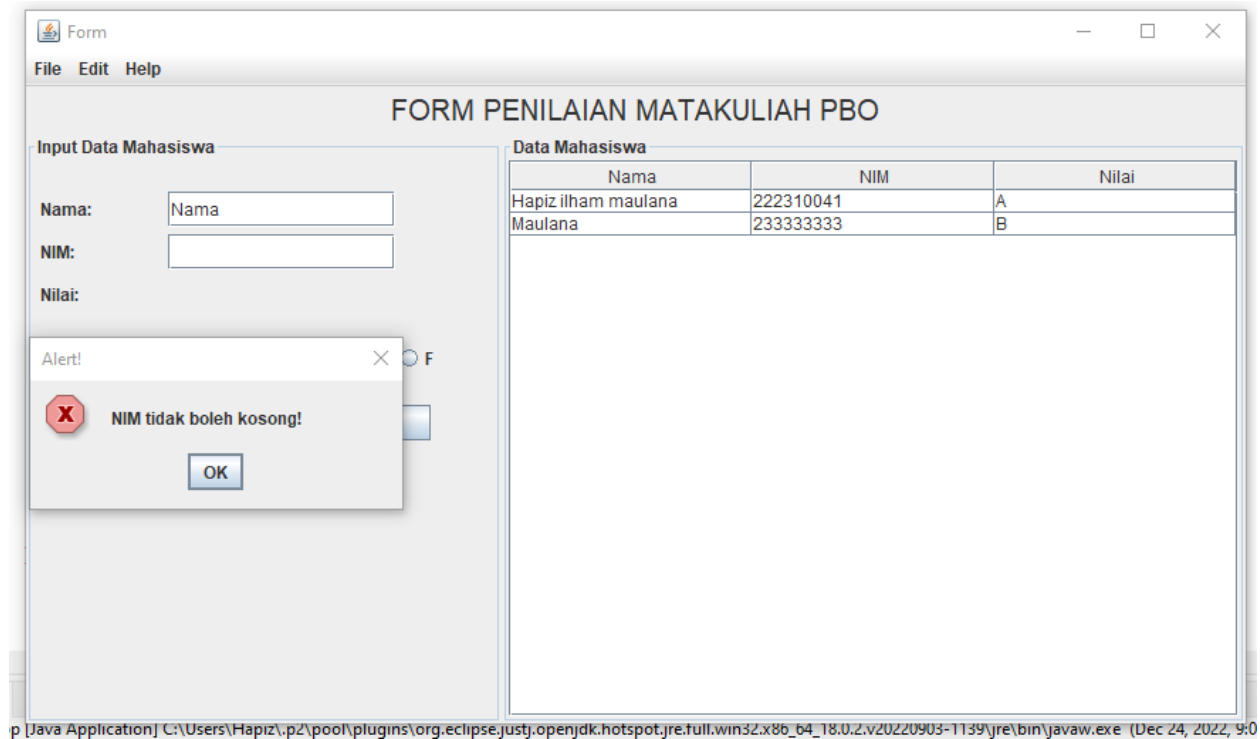 Form
File Edit Help
FORM PENILAIAN MATAKULIAH PBO
Input Data Mahasiswa
Nama: Nama
NIM:
Nilai:
F
Alert!
NIM tidak boleh kosong!
OK
Data Mahasiswa
Nama NIM Nilai
Hapiz ilham maulana 222310041 A
Maulana 233333333 B
p [Java Application] C:\Users\Hapiz\.p2\pool\plugins\org.eclipse.justj.openjdk.hotspot.jre.full.win32.x86_64_18.0.2.v20220903-1139\jre\bin\javaw.exe (Dec 24, 2022, 9:0